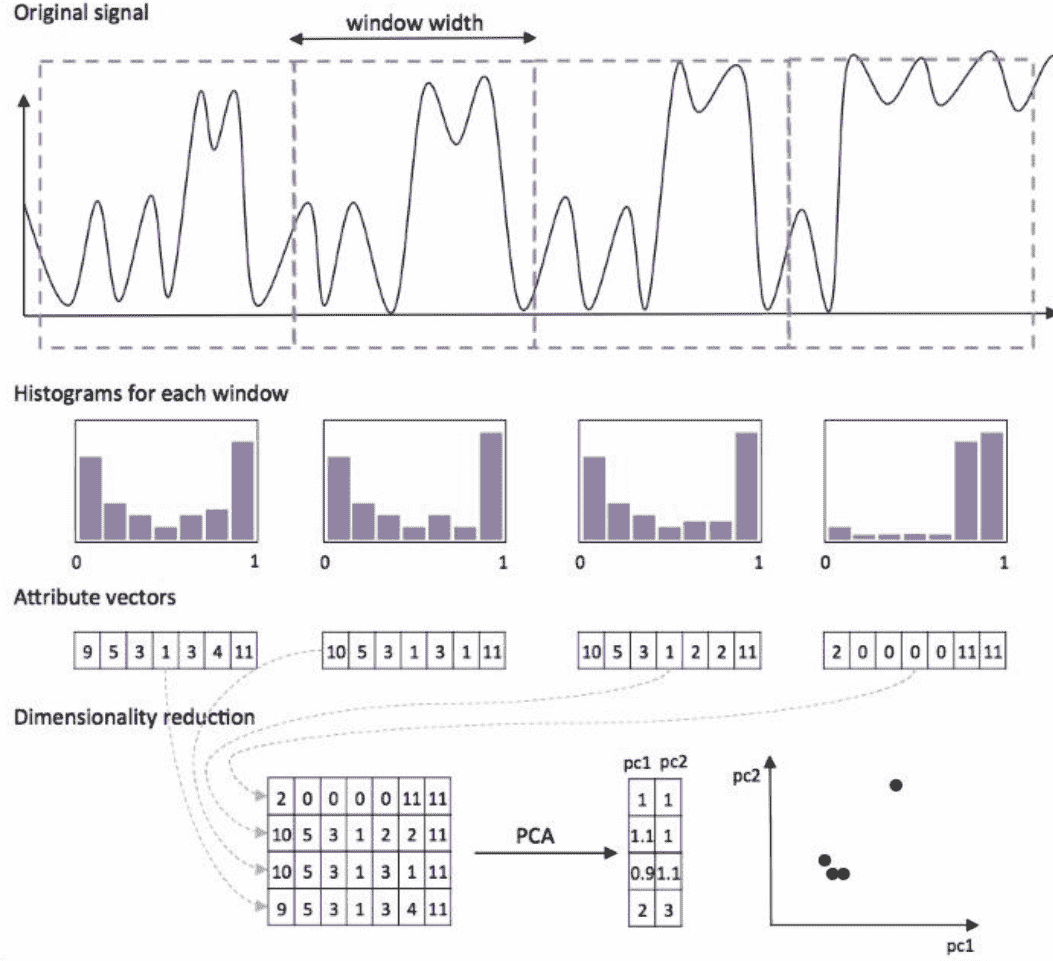 Original signal
window width
Histograms for each window
0 1 0 1 0 1 0 1
Attribute vectors
9 5 3 1 3 4 11 10 5 3 1 3 1 11 10 5 3 1 2 2 11 2 0 0 0 0 11 11
Dimensionality reduction
pc1 pc2
pc2
2 0 0 0 0 11 11 1 1
10 5 3 1 2 2 11 1.1 1
PCA
10 5 3 1 3 1 11 0.9 1.1
9 5 3 1 3 4 11 2 3
pc1